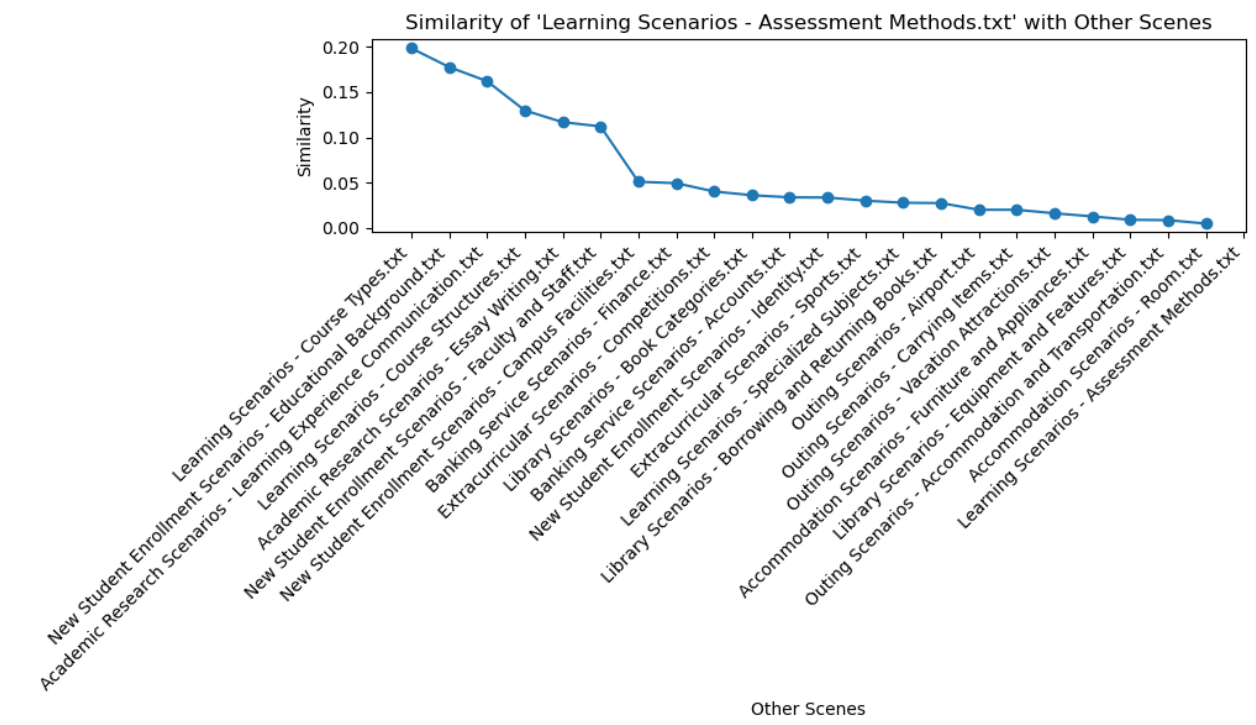 Similarity of 'Learning Scenarios - Assessment Methods.txt' with Other Scenes
Similarity
0.20
0.15
0.10
0.05
0.00
Learning Scenarios - Course Types.txt
New Student Enrollment Scenarios - Educational Background.txt
Academic Research Scenarios - Learning Experience Communication.txt
Learning Scenarios - Course Structures.txt
Academic Research Scenarios - Essay Writing.txt
New Student Enrollment Scenarios - Faculty and Staff.txt
New Student Enrollment Scenarios - Campus Facilities.txt
Banking Service Scenarios - Finance.txt
Extracurricular Scenarios - Competitions.txt
Library Scenarios - Book Categories.txt
Banking Service Scenarios - Accounts.txt
New Student Enrollment Scenarios - Identity.txt
Extracurricular Scenarios - Sports.txt
Learning Scenarios - Specialized Subjects.txt
Library Scenarios - Borrowing and Returning Books.txt
Outing Scenarios - Airport.txt
Outing Scenarios - Carrying Items.txt
Outing Scenarios - Vacation Attractions.txt
Accommodation Scenarios - Furniture and Appliances.txt
Library Scenarios - Equipment and Features.txt
Outing Scenarios - Accommodation and Transportation.txt
Accommodation Scenarios - Room.txt
Learning Scenarios - Assessment Methods.txt
Other Scenes